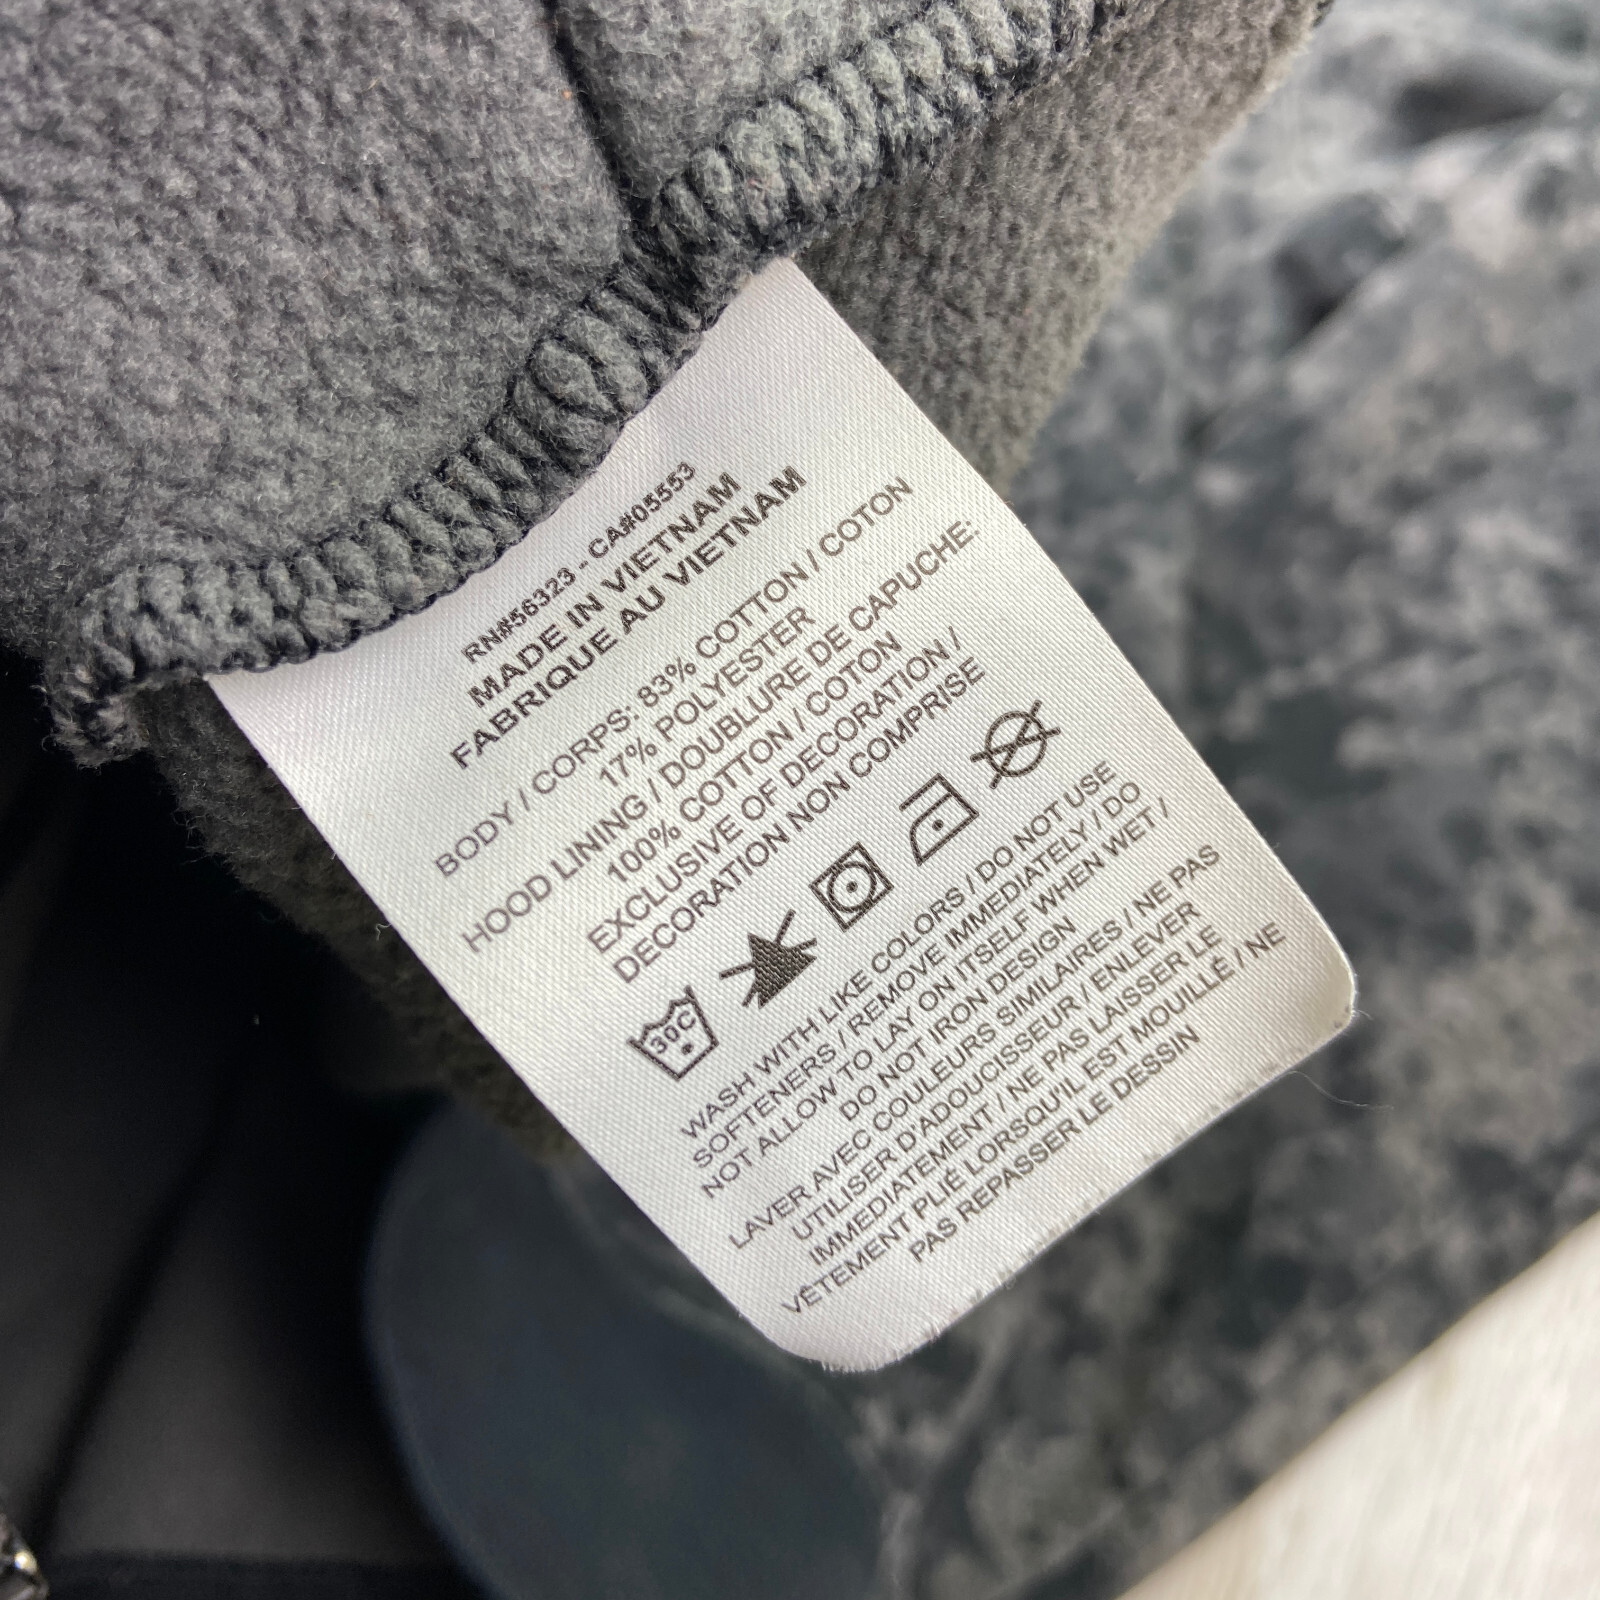 RN#56323 - CA#05553
MADE IN VIETNAM
FABRIQUE AU VIETNAM
BODY / CORPS: 83% COTTON / COTON
17% POLYESTER
HOOD LINING / DOUBLURE DE CAPUCHE:
100% COTTON / COTON
EXCLUSIVE OF DECORATION /
DECORATION NON COMPRISE
30C
WASH WITH LIKE COLORS / DO NOT USE
SOFTENERS / REMOVE IMMEDIATELY / DO
NOT ALLOW TO LAY ON ITSELF WHEN WET /
DO NOT IRON DESIGN
LAVER AVEC COULEURS SIMILAIRES / NE PAS
UTILISER D'ADOUCISSEUR / ENLEVER
IMMEDIATEMENT / NE PAS LAISSER LE
VÊTEMENT PLIÉ LORSQU'IL EST MOUILLÉ / NE
PAS REPASSER LE DESSIN